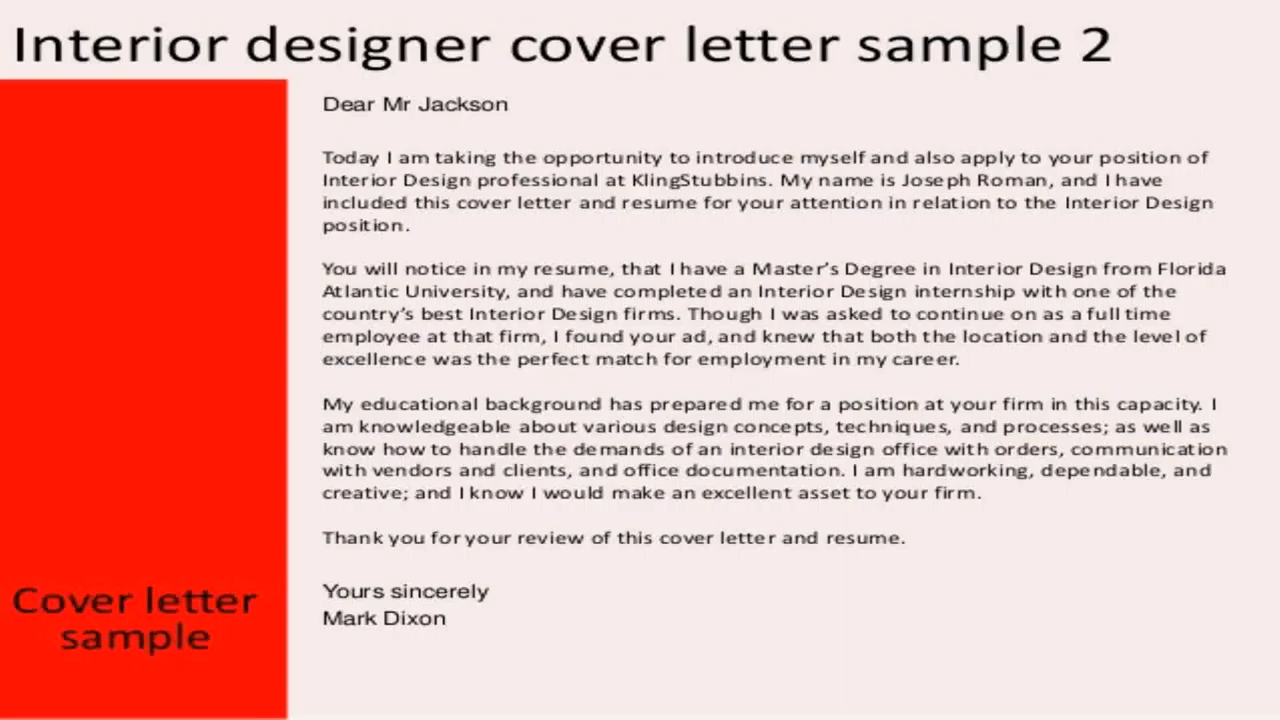 Interior designer cover letter sample 2
Dear Mr Jackson
Today I am taking the opportunity to introduce myself and also apply to your position of
Interior Design professional at KlingStubbins. My name is Joseph Roman, and I have
included this cover letter and resume for your attention in relation to the Interior Design
position.
You will notice in my resume, that I have a Master’s Degree in Interior Design from Florida
Atlantic University, and have completed an Interior Design internship with one of the
country’s best Interior Design firms. Though I was asked to continue on as a full time
employee at that firm, I found your ad, and knew that both the location and the level of
excellence was the perfect match for employment in my career.
My educational background has prepared me for a position at your firm in this capacity. I
am knowledgeable about various design concepts, techniques, and processes; as well as
know how to handle the demands of an interior design office with orders, communication
with vendors and clients, and office documentation. I am hardworking, dependable, and
creative; and I know I would make an excellent asset to your firm.
Thank you for your review of this cover letter and resume.
Yours sincerely
Mark Dixon
Cover letter
sample